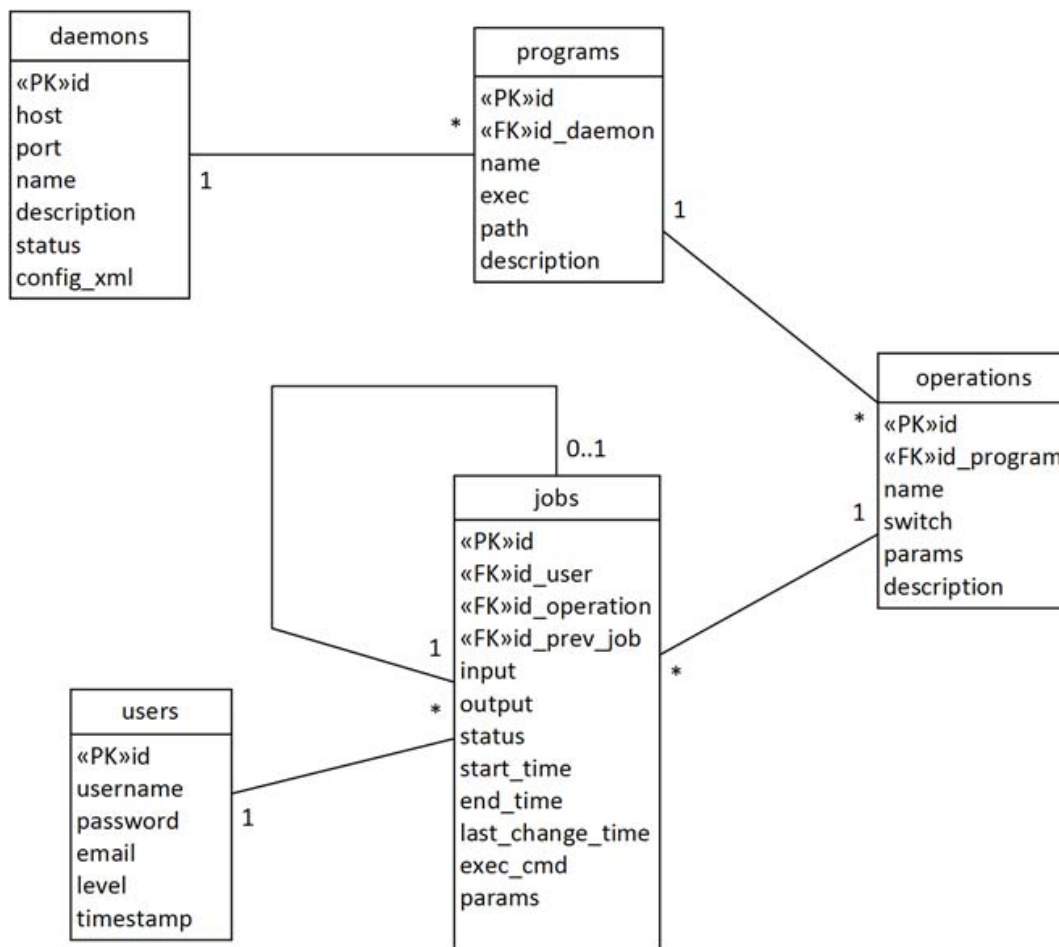 daemons
«PK»id
host
port
name
description
status
config_xml
1
*
programs
«PK»id
«FK»id_daemon
name
exec
path
description
1
*
operations
«PK»id
«FK»id_program
name
switch
params
description
1
*
0..1
1
jobs
«PK»id
«FK»id_user
«FK»id_operation
«FK»id_prev_job
input
output
status
start_time
end_time
last_change_time
exec_cmd
params
*
1
users
«PK»id
username
password
email
level
timestamp